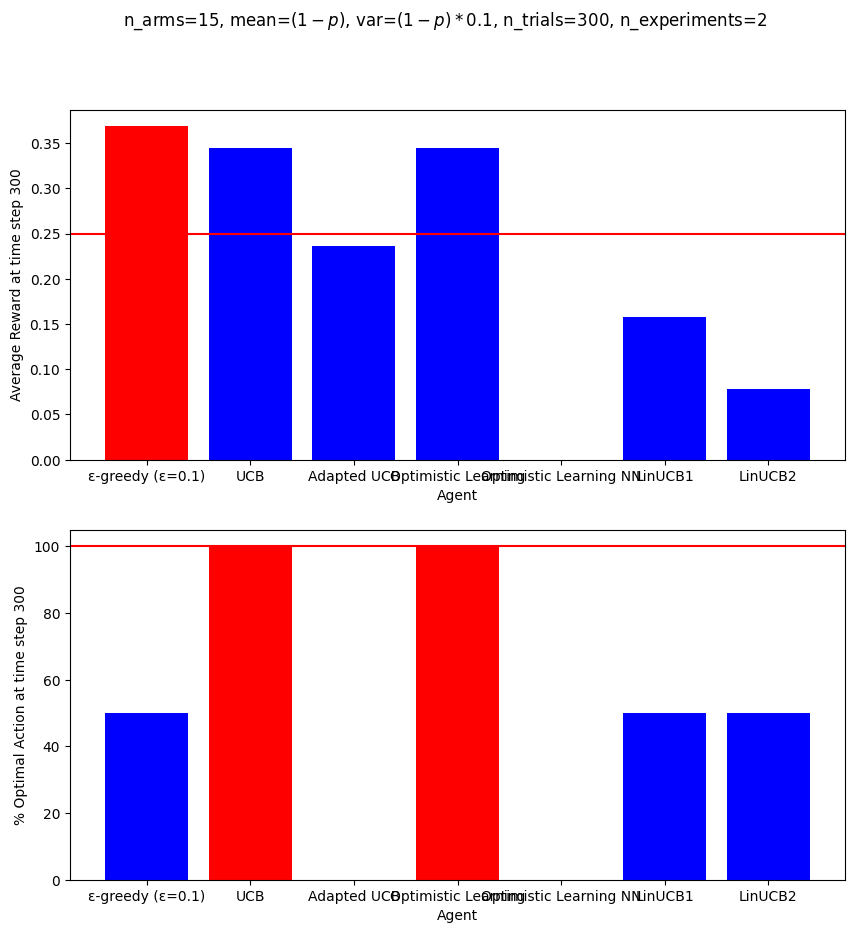 n_arms=15, mean=(1 − p), var=(1 − p) * 0.1, n_trials=300, n_experiments=2
Average Reward at time step 300
0.35
0.30
0.25
0.20
0.15
0.10
0.05
0.00
ε-greedy (ε=0.1) UCB Adapted UCB Optimistic Learning Optimistic Learning NN LinUCB1 LinUCB2
Agent
% Optimal Action at time step 300
100
80
60
40
20
0
ε-greedy (ε=0.1) UCB Adapted UCB Optimistic Learning Optimistic Learning NN LinUCB1 LinUCB2
Agent